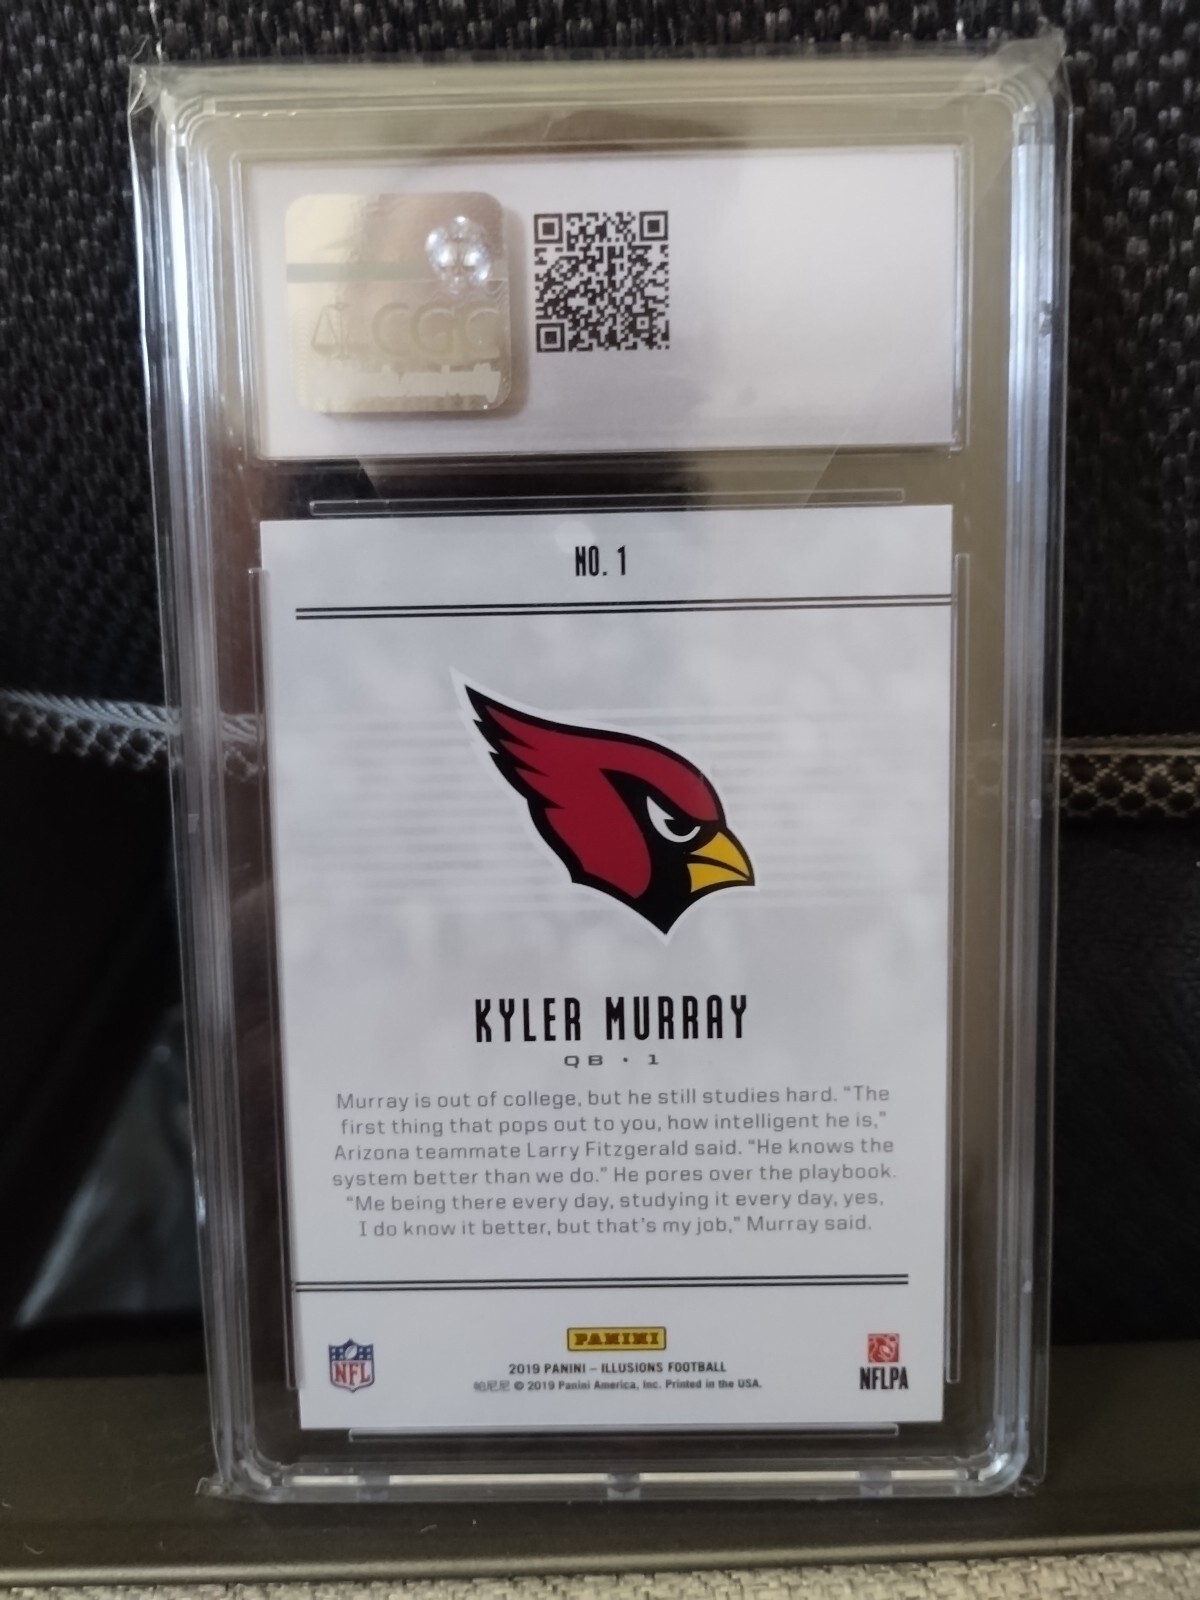 CGC
NO. 1
KYLER MURRAY
QB · 1
Murray is out of college, but he still studies hard. “The
first thing that pops out to you, how intelligent he is,”
Arizona teammate Larry Fitzgerald said. “He knows the
system better than we do.” He pores over the playbook.
“Me being there every day, studying it every day, yes,
I do know it better, but that’s my job,” Murray said.
NFL
PANINI
2019 PANINI – ILLUSIONS FOOTBALL
帕尼尼 © 2019 Panini America, Inc. Printed in the USA.
NFLPA